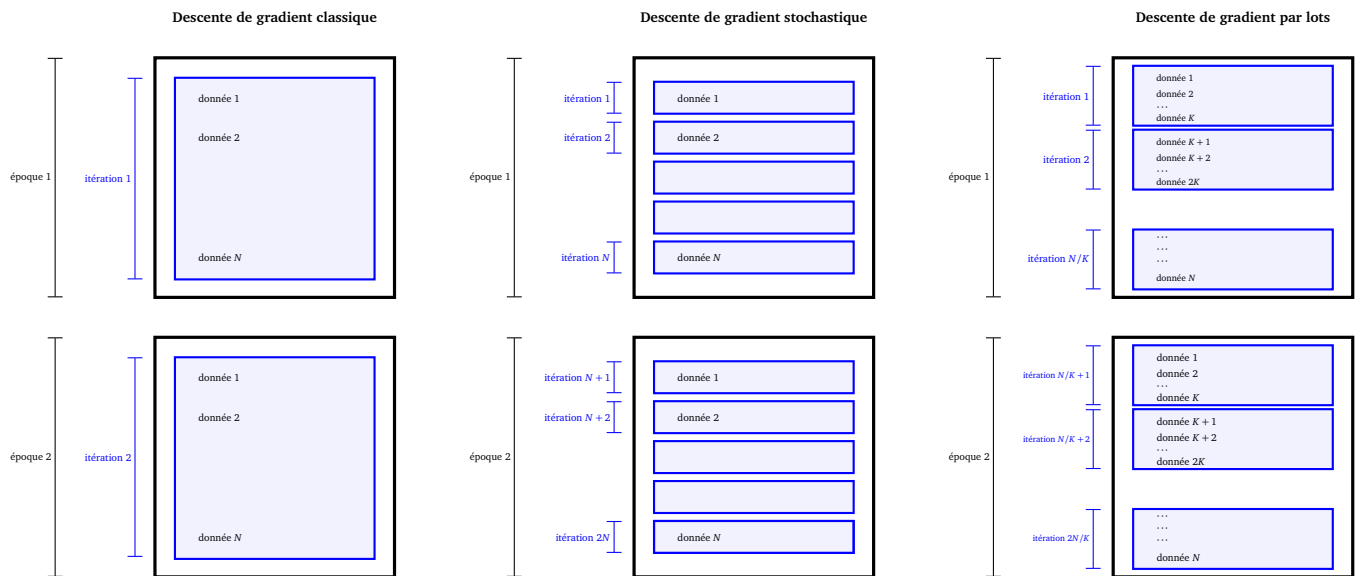 Descente de gradient classique
époque 1
itération 1
donnée 1
donnée 2
donnée N
époque 2
itération 2
donnée 1
donnée 2
donnée N
Descente de gradient stochastique
époque 1
itération 1
donnée 1
itération 2
donnée 2
itération N
donnée N
époque 2
itération N + 1
donnée 1
itération N + 2
donnée 2
itération 2N
donnée N
Descente de gradient par lots
époque 1
itération 1
donnée 1
donnée 2
...
donnée K
itération 2
donnée K + 1
donnée K + 2
...
donnée 2K
itération N/K
...
...
...
donnée N
époque 2
itération N/K + 1
donnée 1
donnée 2
...
donnée K
itération N/K + 2
donnée K + 1
donnée K + 2
...
donnée 2K
itération 2N/K
...
...
...
donnée N